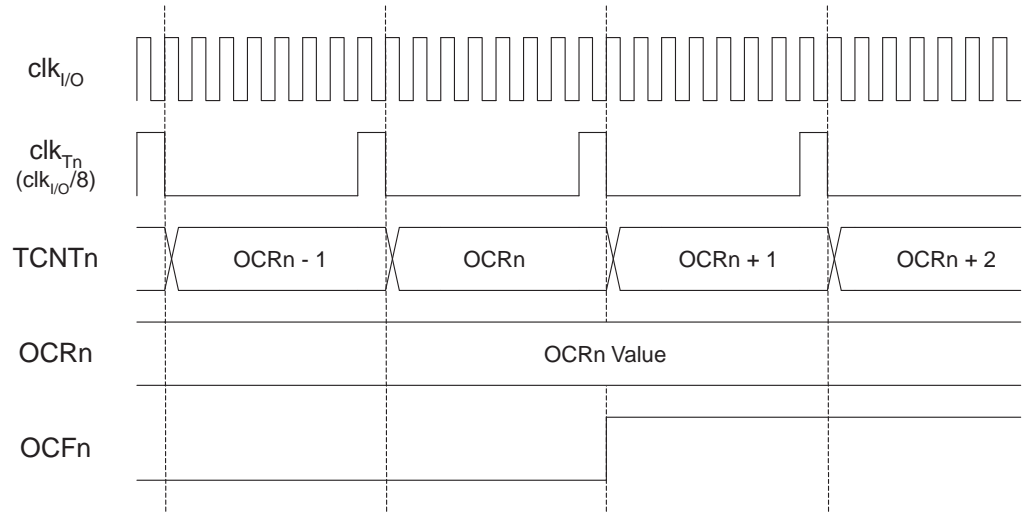 clkI/O
clkTn
(clkI/O/8)
TCNTn
OCRn - 1
OCRn
OCRn + 1
OCRn + 2
OCRn
OCRn Value
OCFn